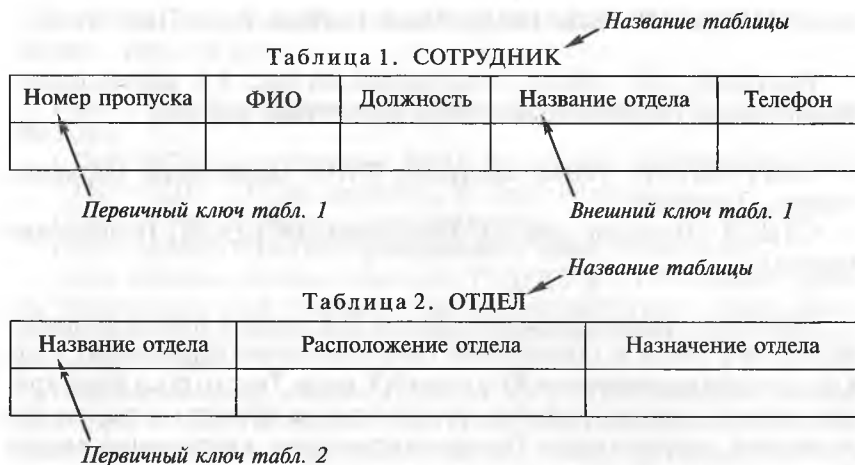 Название таблицы
Таблица 1. СОТРУДНИК
Номер пропуска ФИО Должность Название отдела Телефон
Первичный ключ табл. 1 Внешний ключ табл. 1
Название таблицы
Таблица 2. ОТДЕЛ
Название отдела Расположение отдела Назначение отдела
Первичный ключ табл. 2